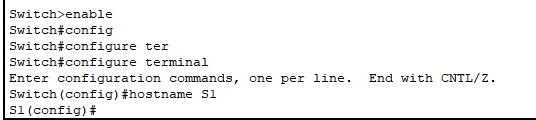 Switch>enable
Switch#config
Switch#configure ter
Switch#configure terminal
Enter configuration commands, one per line.  End with CNTL/Z.
Switch(config)#hostname S1
S1(config)#